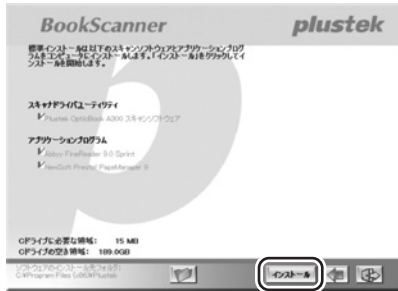 BookScanner
plustek
標準インストールは以下のスキャンソフトウェアとアプリケーションプログ
ラムをコンピュータにインストールします。「インストール」をクリックしてイ
ンストールを開始します。
スキャナドライバ&ユーティリティ
Plustek OpticBook A300 スキャンソフトウェア
アプリケーションプログラム
Abbyy FineReader 9.0 Sprint
NewSoft Presto! PageManager 9
Cドライブに必要な領域: 15 MB
Cドライブの空き領域: 189.0GB
ソフトウェアのインストール先フォルダ:
C:¥Program Files (x86)¥Plustek
インストール